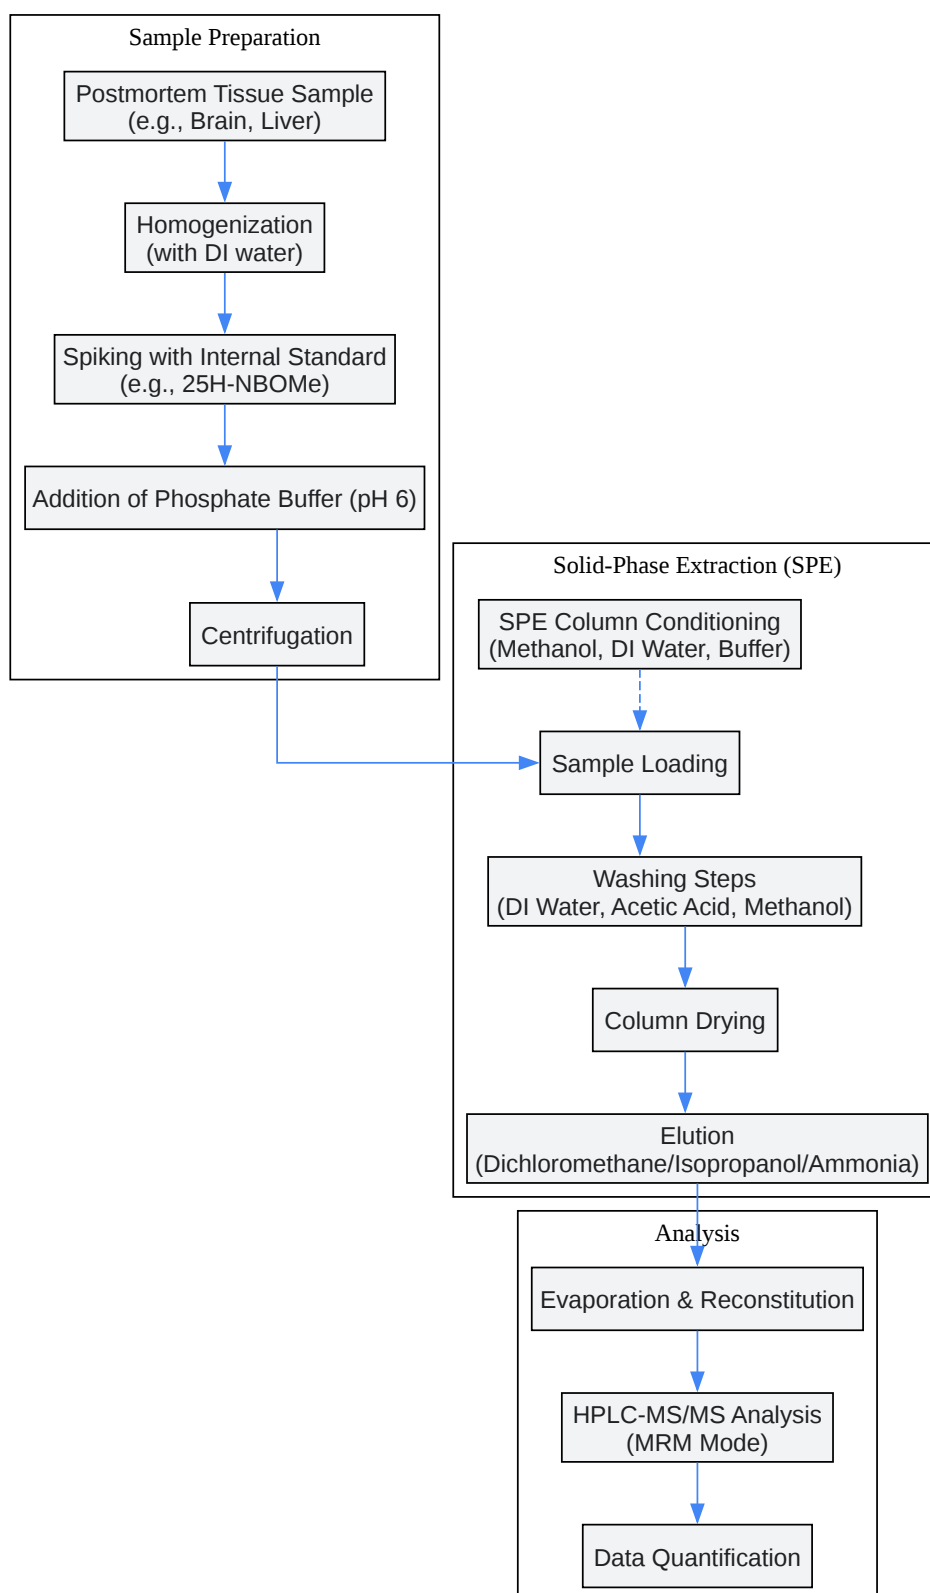 Sample Preparation
Postmortem Tissue Sample
(e.g., Brain, Liver)
Homogenization
(with DI water)
Spiking with Internal Standard
(e.g., 25H-NBOMe)
Addition of Phosphate Buffer (pH 6)
Centrifugation
Solid-Phase Extraction (SPE)
SPE Column Conditioning
(Methanol, DI Water, Buffer)
Sample Loading
Washing Steps
(DI Water, Acetic Acid, Methanol)
Column Drying
Elution
(Dichloromethane/Isopropanol/Ammonia)
Analysis
Evaporation & Reconstitution
HPLC-MS/MS Analysis
(MRM Mode)
Data Quantification